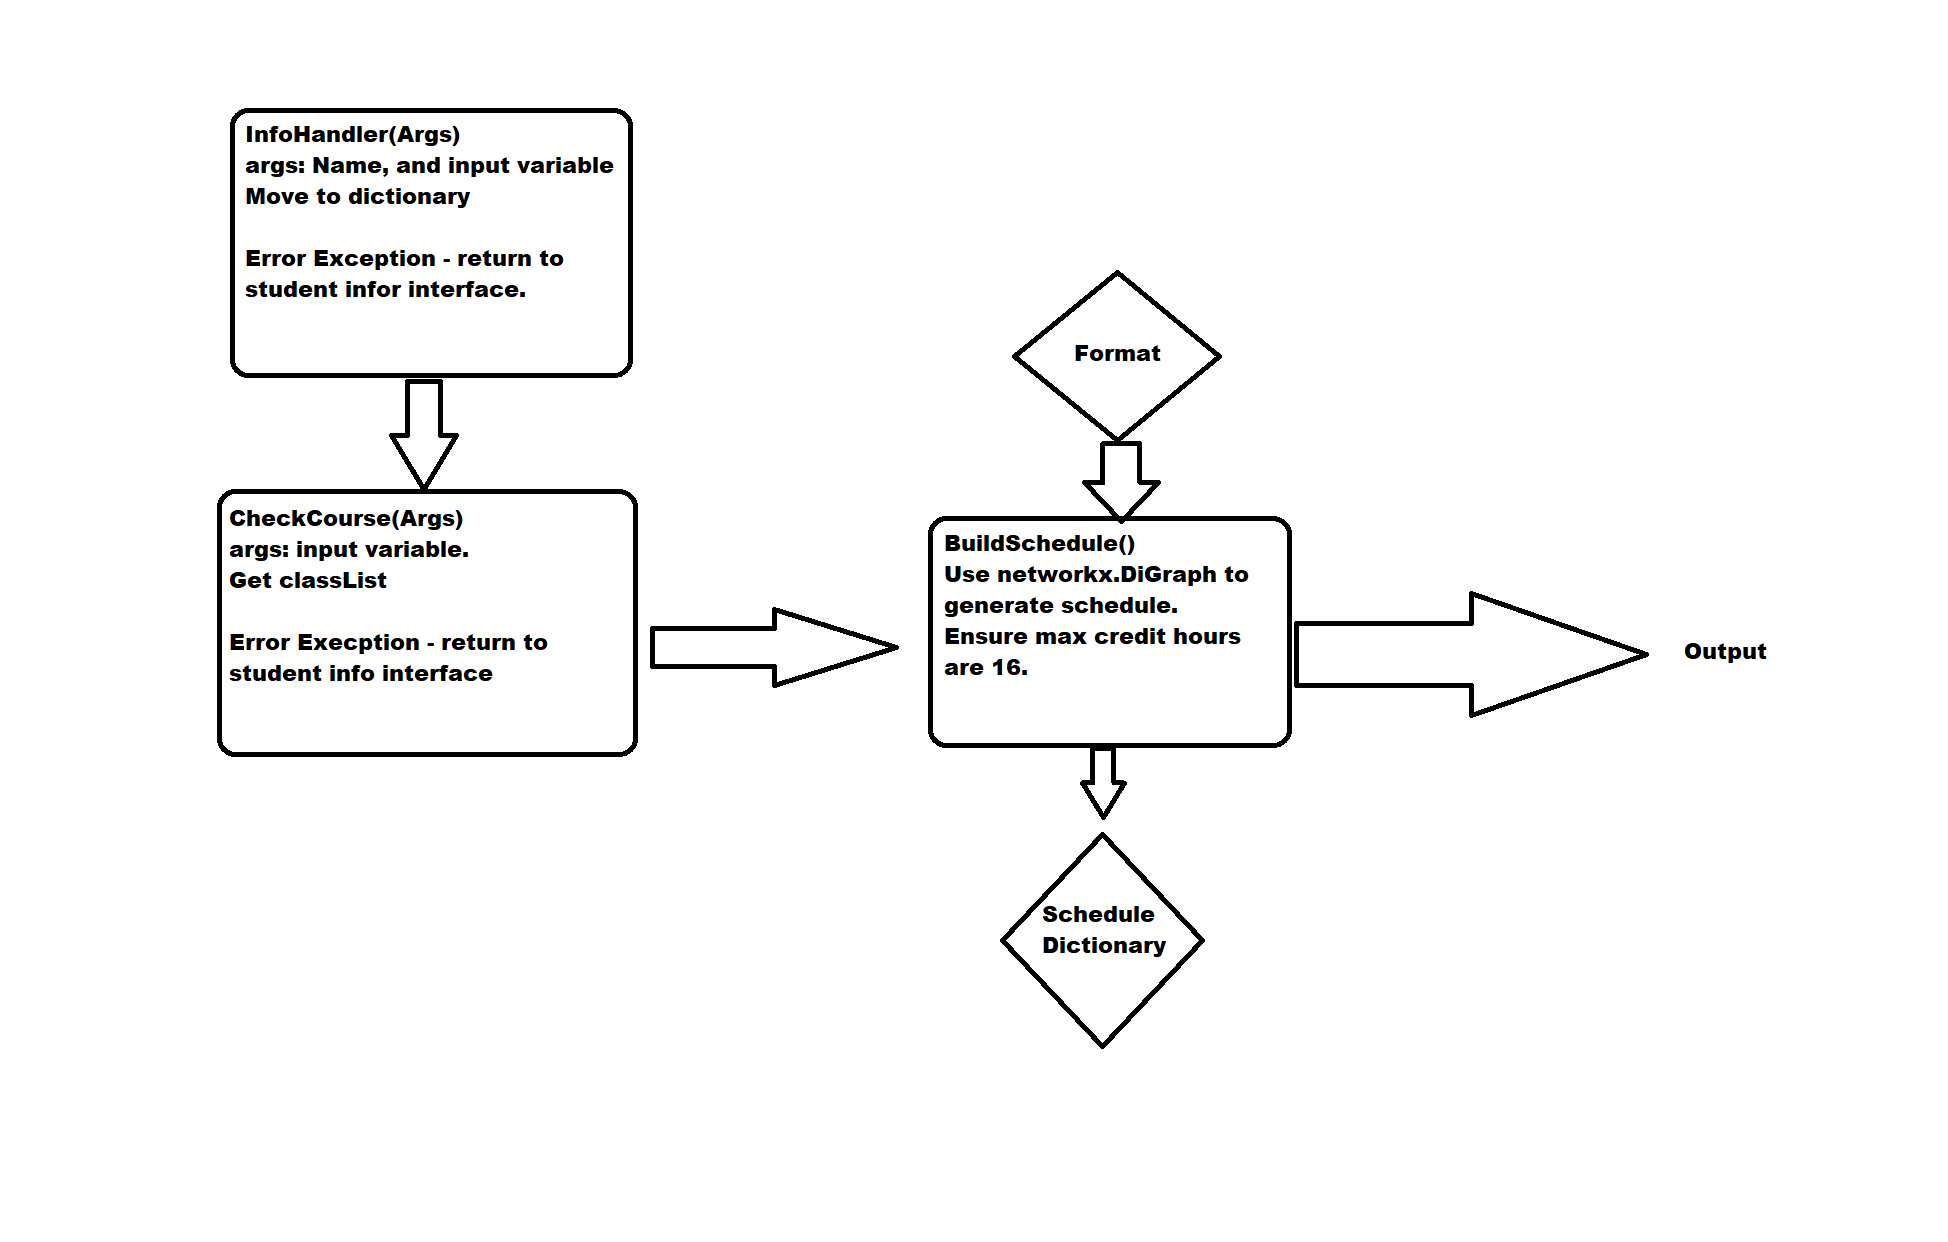 InfoHandler(Args)
args: Name, and input variable
Move to dictionary
Error Exception - return to
student infor interface.
CheckCourse(Args)
args: input variable.
Get classList
Error Execption - return to
student info interface
Format
BuildSchedule()
Use networkx.DiGraph to
generate schedule.
Ensure max credit hours
are 16.
Output
Schedule
Dictionary